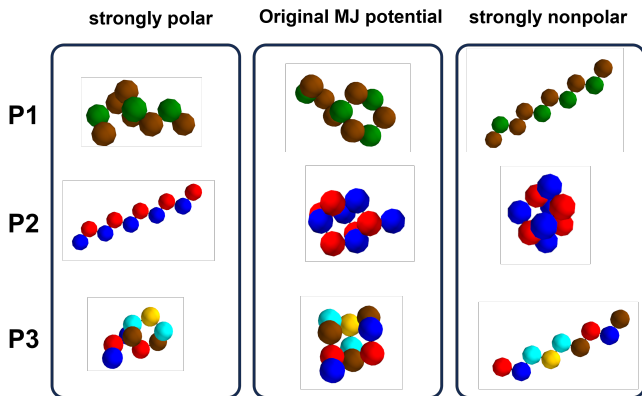 strongly polar
Original MJ potential
strongly nonpolar
P1
P2
P3